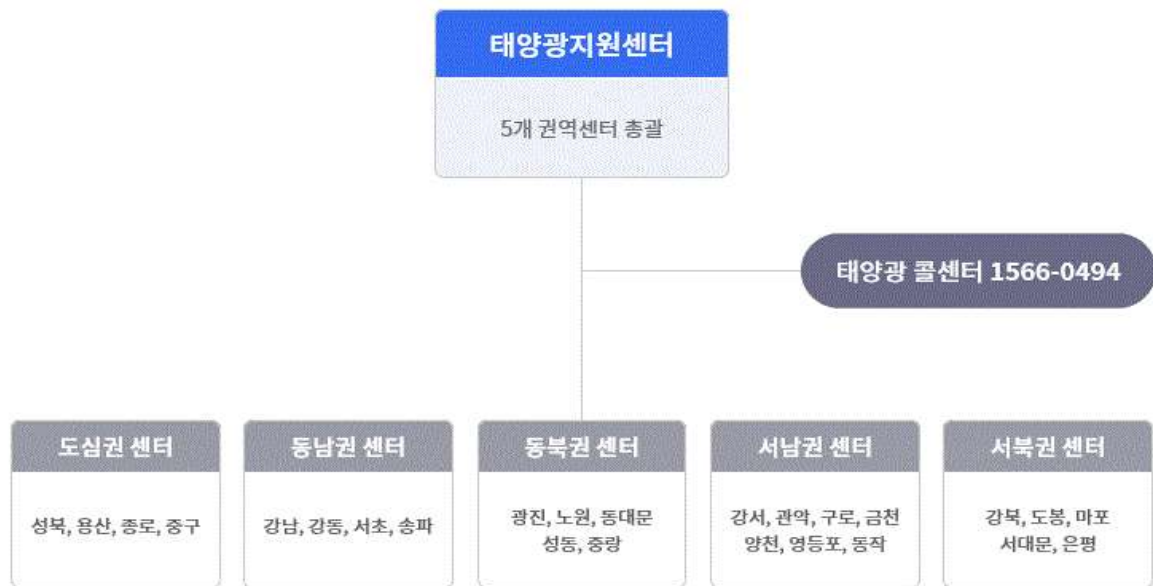 태양광지원센터
5개 권역센터 총괄
태양광 콜센터 1566-0494
도심권 센터
성북, 용산, 종로, 중구
동남권 센터
강남, 강동, 서초, 송파
동북권 센터
광진, 노원, 동대문
성동, 중랑
서남권 센터
강서, 관악, 구로, 금천
양천, 영등포, 동작
서북권 센터
강북, 도봉, 마포
서대문, 은평